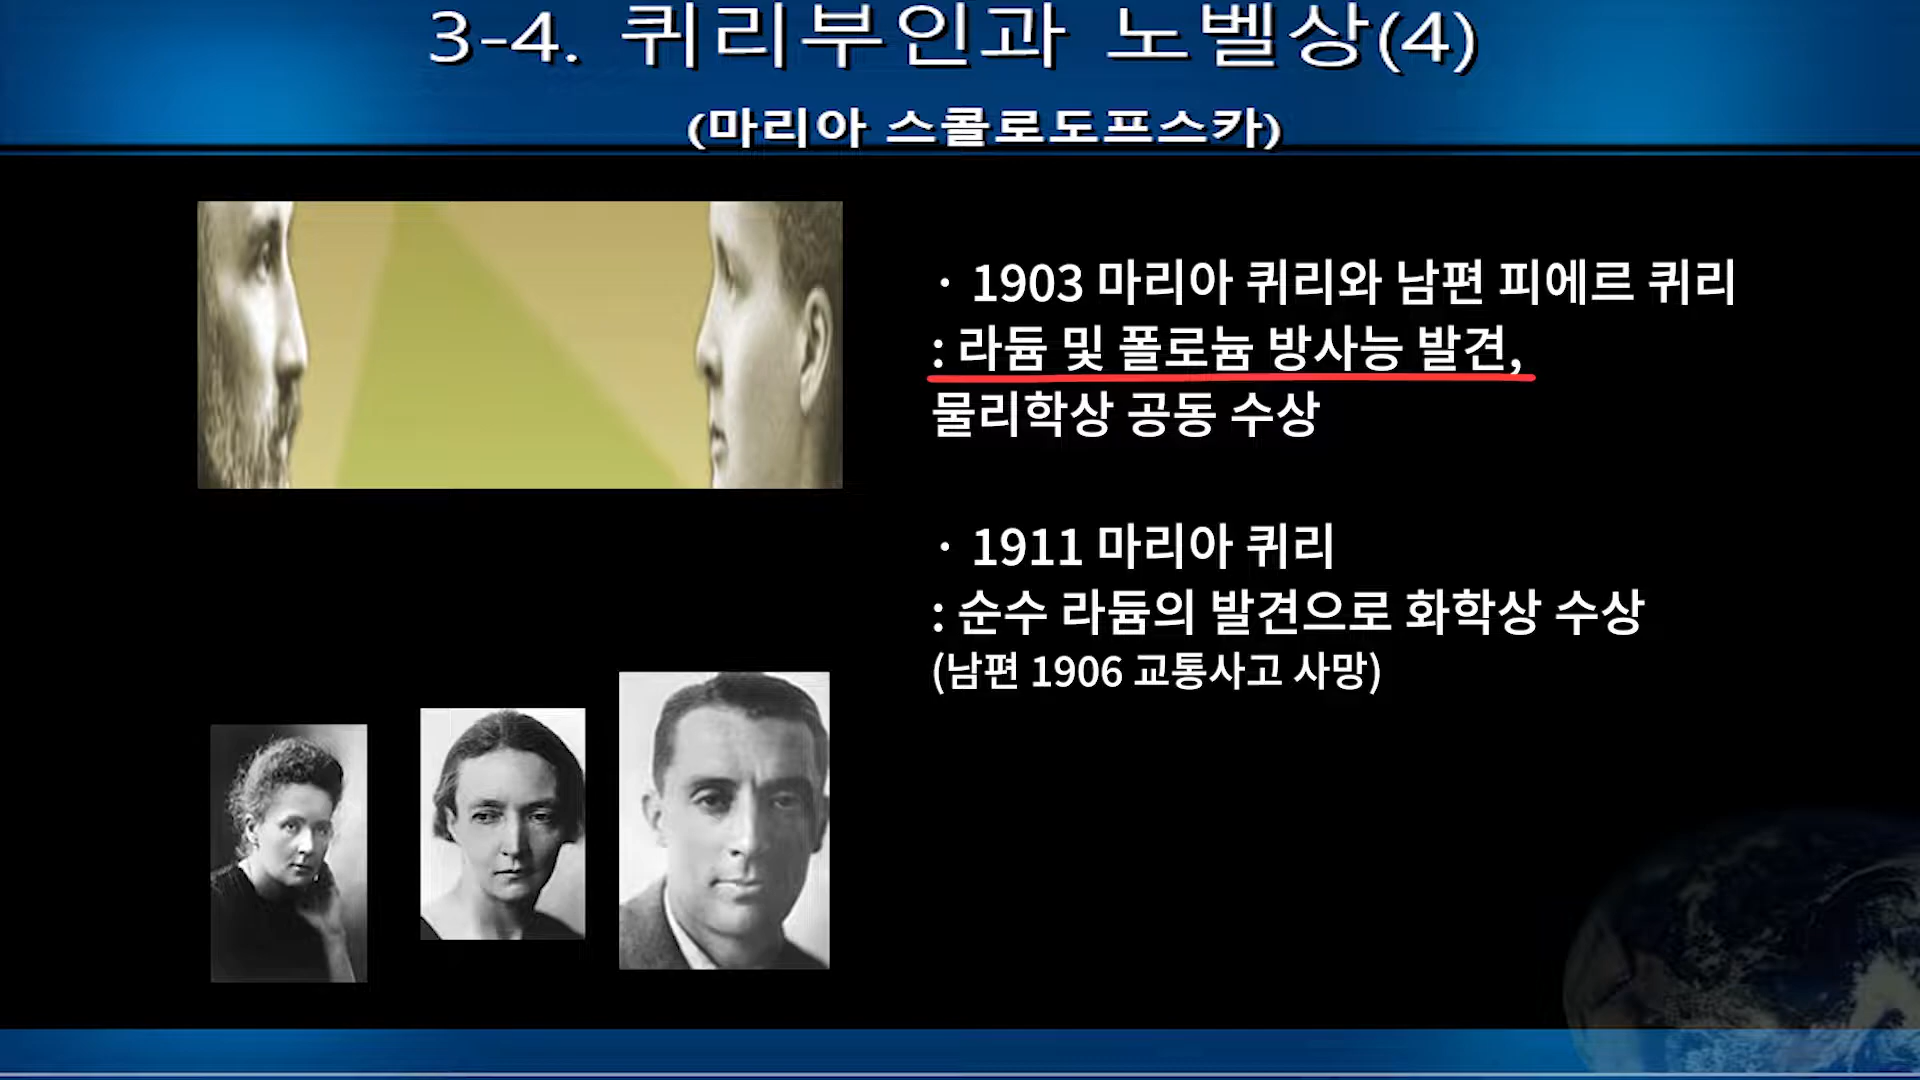 3-4. 퀴리부인과 노벨상(4)
(마리아 스콜로도프스카)
· 1903 마리아 퀴리와 남편 피에르 퀴리
: 라듐 및 폴로늄 방사능 발견,
물리학상 공동 수상
· 1911 마리아 퀴리
: 순수 라듐의 발견으로 화학상 수상
(남편 1906 교통사고 사망)